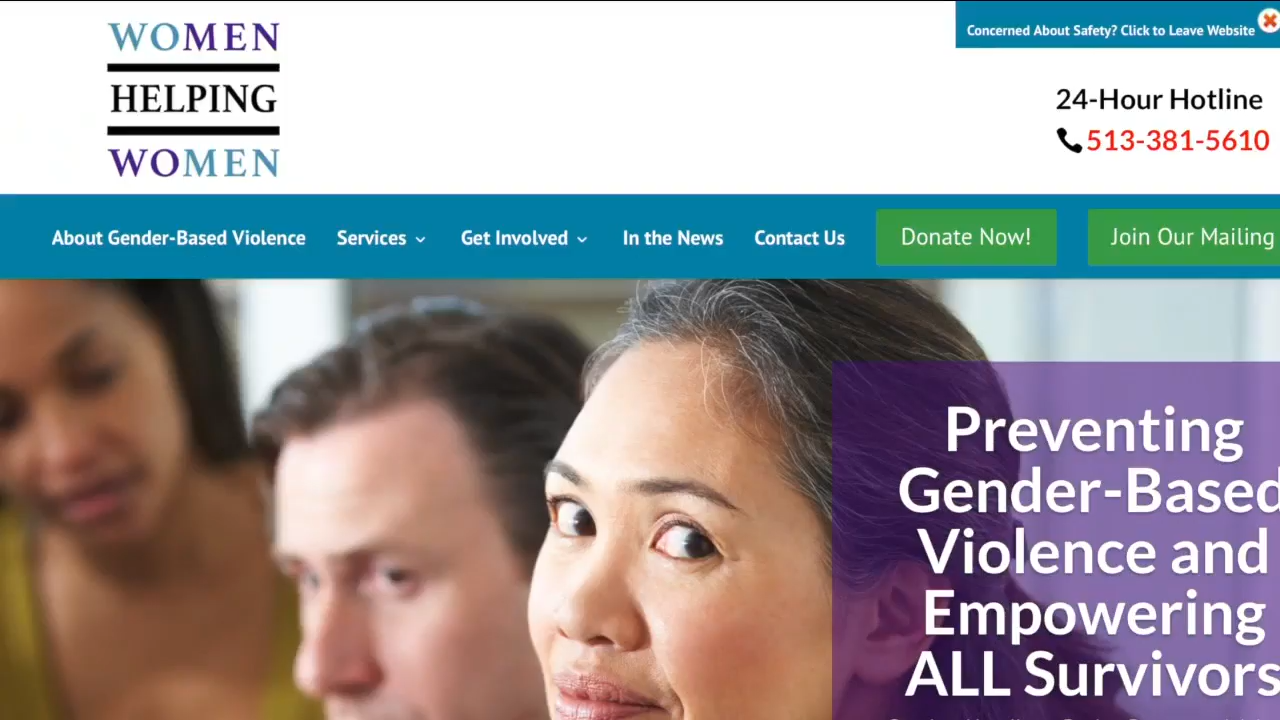 WOMEN
HELPING
WOMEN
Concerned About Safety? Click to Leave Website
24-Hour Hotline
513-381-5610
About Gender-Based Violence Services Get Involved In the News Contact Us Donate Now! Join Our Mailing
Preventing
Gender-Based
Violence and
Empowering
ALL Survivors